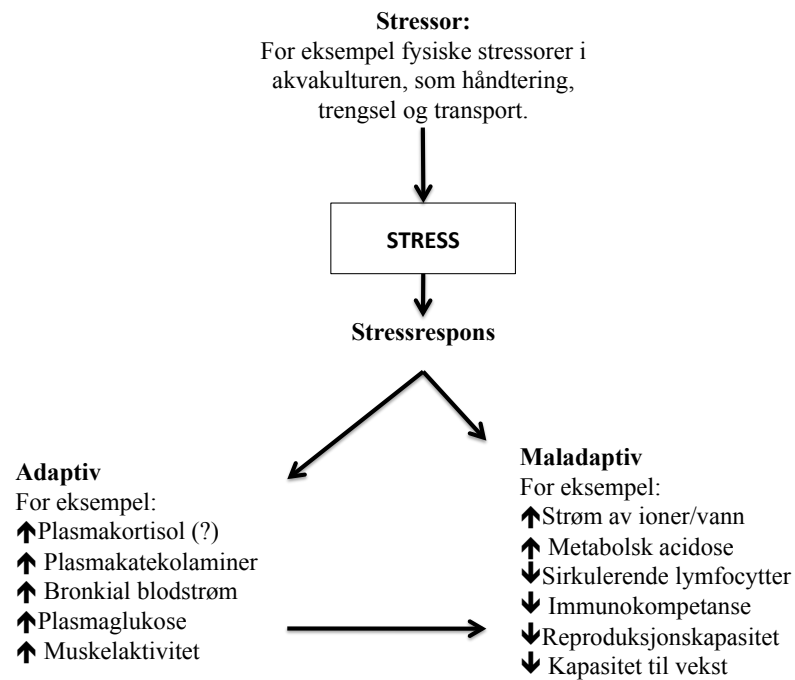 Stressor:
For eksempel fysiske stressorer i
akvakulturen, som håndtering,
trengsel og transport.
STRESS
Stressrespons
Adaptiv
For eksempel:
↑Plasmakortisol (?)
↑ Plasmakatekolaminer
↑ Bronkial blodstrøm
↑Plasmaglukose
↑ Muskelaktivitet
Maladaptiv
For eksempel:
↑Strøm av ioner/vann
↑ Metabolsk acidose
↓Sirkulerende lymfocytter
↓ Immunokompetanse
↓Reproduksjonskapasitet
↓ Kapasitet til vekst